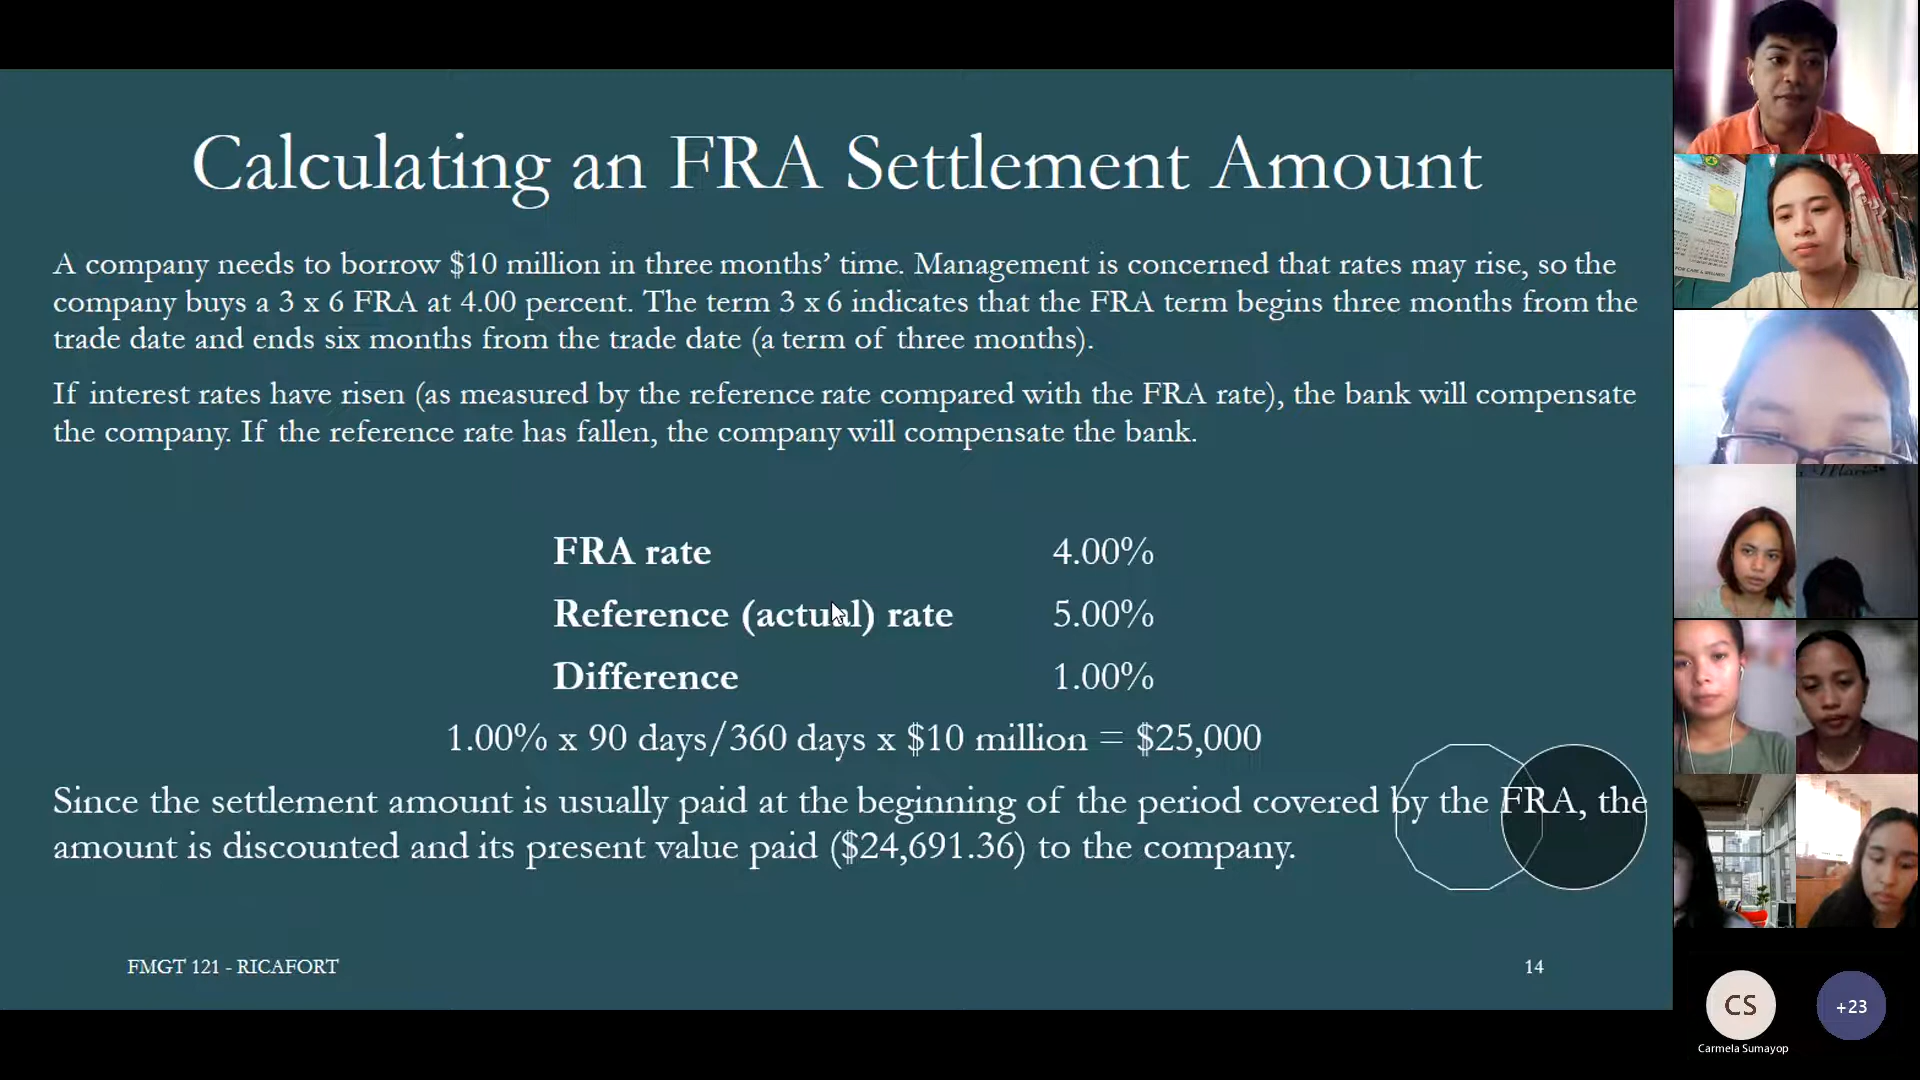 Calculating an FRA Settlement Amount
A company needs to borrow $10 million in three months’ time. Management is concerned that rates may rise, so the
company buys a 3 x 6 FRA at 4.00 percent. The term 3 x 6 indicates that the FRA term begins three months from the
trade date and ends six months from the trade date (a term of three months).
If interest rates have risen (as measured by the reference rate compared with the FRA rate), the bank will compensate
the company. If the reference rate has fallen, the company will compensate the bank.
FRA rate 4.00%
Reference (actual) rate 5.00%
Difference 1.00%
1.00% x 90 days/360 days x $10 million = $25,000
Since the settlement amount is usually paid at the beginning of the period covered by the FRA, the
amount is discounted and its present value paid ($24,691.36) to the company.
FMGT 121 - RICAFORT
14
CS
+23
Carmela Sumayop